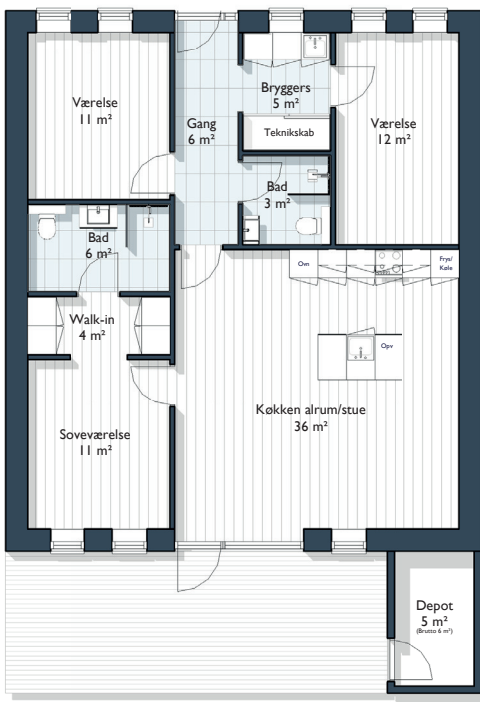 Værelse
11 m²
Gang
6 m²
Bryggers
5 m²
Teknikskab
Værelse
12 m²
Bad
3 m²
Bad
6 m²
Ovn
Frys/
Køle
Walk-in
4 m²
Opv
Køkken alrum/stue
36 m²
Soveværelse
11 m²
Depot
5 m²
(Brutto 6 m²)